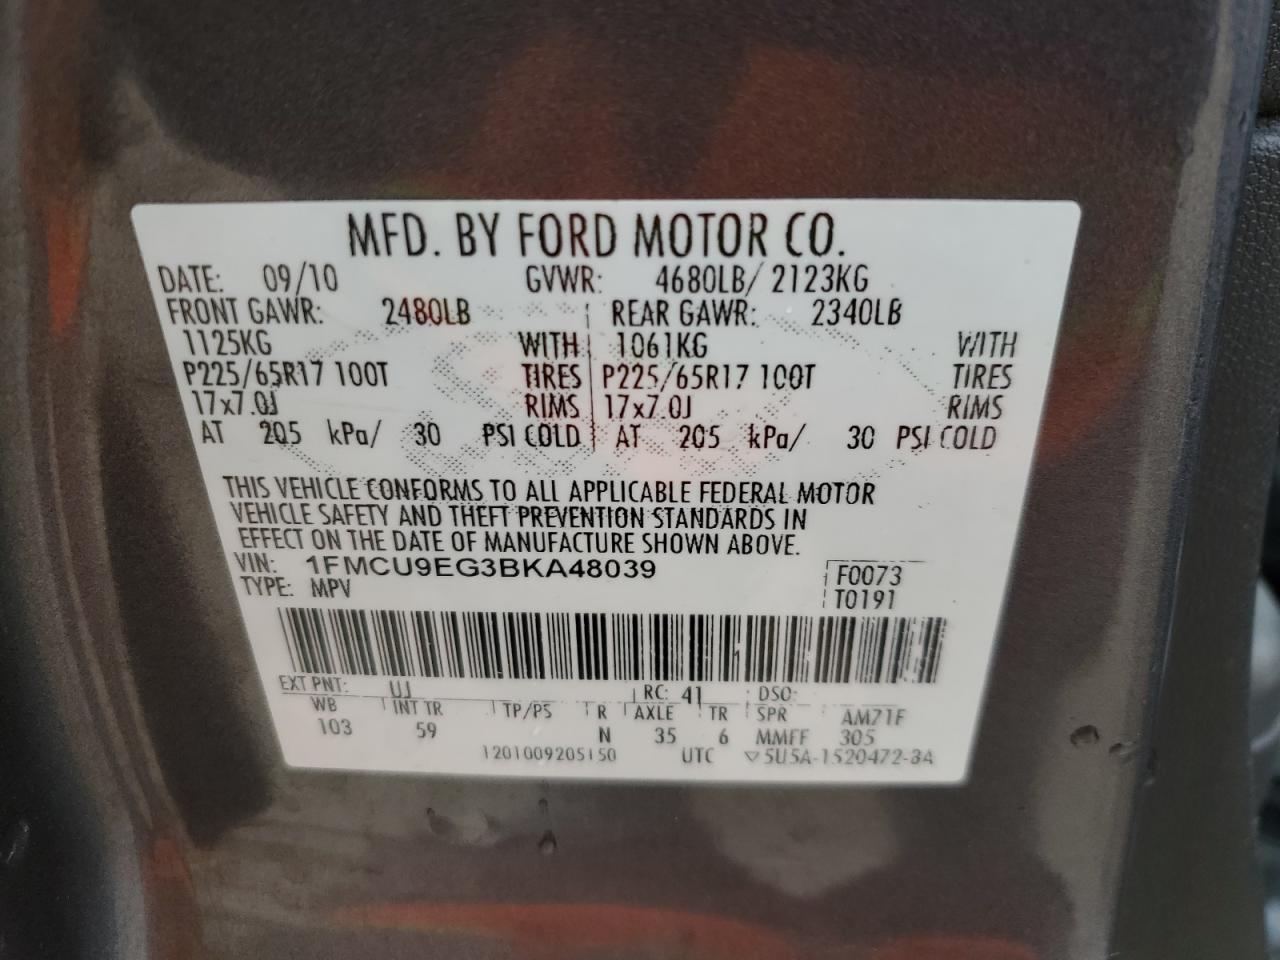 MFD. BY FORD MOTOR CO.
DATE: 09/10 GVWR: 4680LB/ 2123KG
FRONT GAWR: 2480LB REAR GAWR: 2340LB
1125KG WITH 1061KG WITH
P225/65R17 100T TIRES P225/65R17 100T TIRES
17x7.0J RIMS 17x7.0J RIMS
AT 205 kPa/ 30 PSI COLD AT 205 kPa/ 30 PSI COLD
THIS VEHICLE CONFORMS TO ALL APPLICABLE FEDERAL MOTOR
VEHICLE SAFETY AND THEFT PREVENTION STANDARDS IN
EFFECT ON THE DATE OF MANUFACTURE SHOWN ABOVE.
VIN: 1FMCU9EG3BKA48039 F0073
TYPE: MPV T0191
EXT PNT: UJ RC: 41 DSO:
WB INT TR TP/PS R AXLE TR SPR AM71F
103 59 N 35 6 MMFF 305
1201009205150 UTC ▽5U5A-1520472-BA